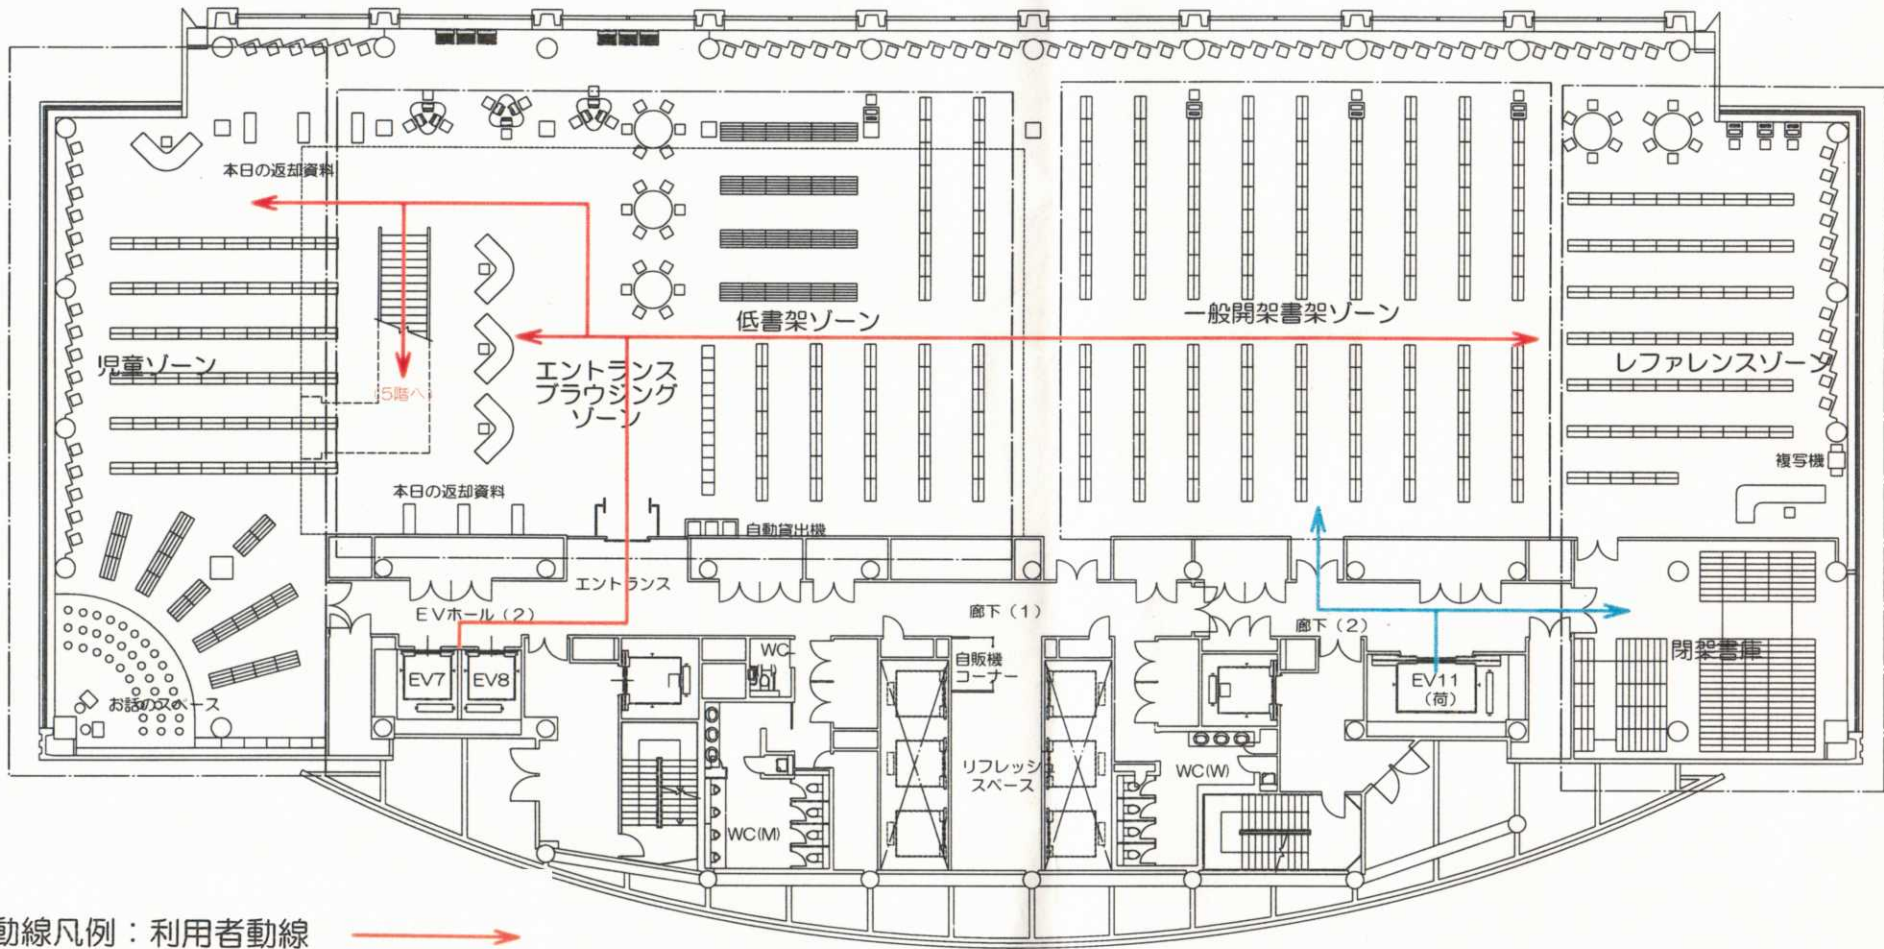 本日の返却資料
低書架ゾーン
一般開架書架ゾーン
児童ゾーン
エントランス
ブラウジング
ゾーン
レファレンスゾーン
(5階へ)
複写機
本日の返却資料
自動貸出機
エントランス
EVホール(2)
廊下(1)
廊下(2)
WC
自販機
コーナー
閉架書庫
EV7
EV8
EV11
(荷)
お話のスペース
リフレッシ
スペース
WC(W)
WC(M)
動線凡例:利用者動線